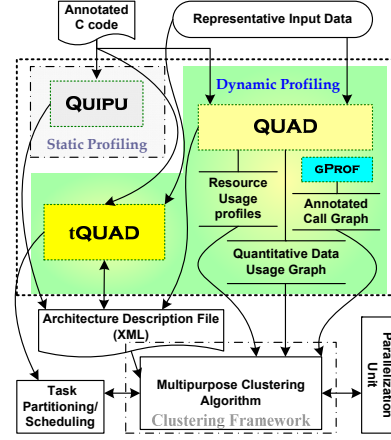 Annotated
C code
Representative Input Data
Dynamic Profiling
QUIPU
Static Profiling
QUAD
GPROF
Resource
Usage
profiles
Annotated
Call Graph
tQUAD
Quantitative Data
Usage Graph
Architecture Description File
(XML)
Task
Partitioning/
Scheduling
Multipurpose Clustering
Algorithm
Clustering Framework
Parallelization
Unit